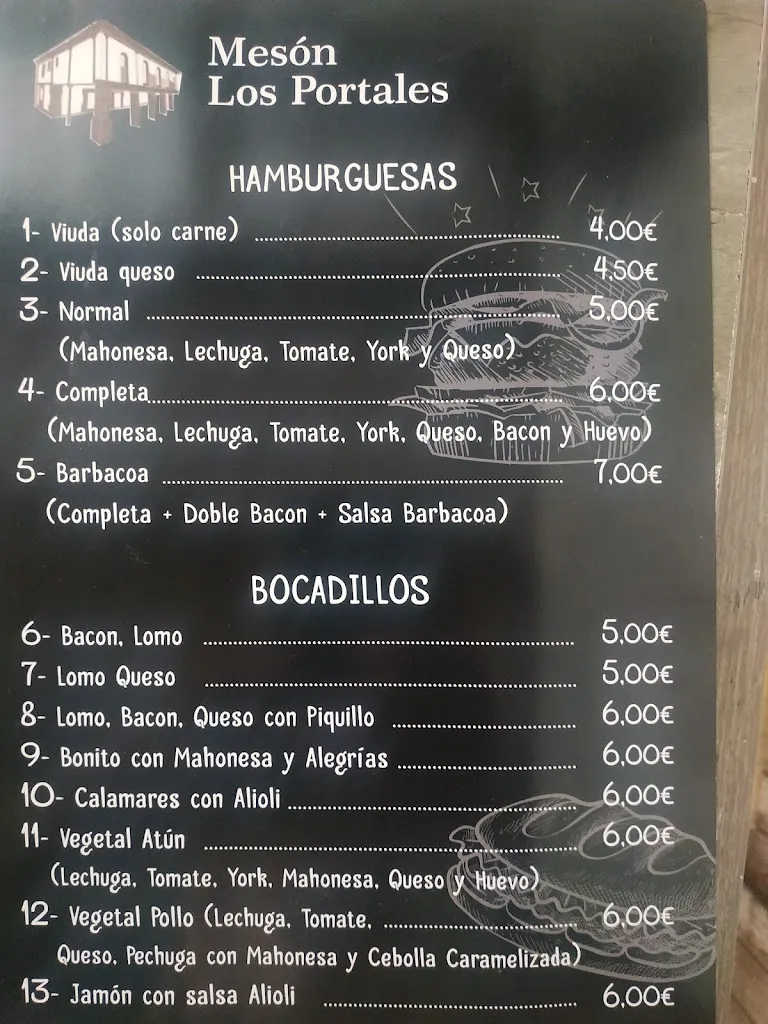 Mesón
Los Portales
HAMBURGUESAS
1- Viuda (solo carne) ........ 4,00€
2- Viuda queso ........ 4,50€
3- Normal ........ 5,00€
(Mahonesa, Lechuga, Tomate, York y Queso)
4- Completa ........ 6,00€
(Mahonesa, Lechuga, Tomate, York, Queso, Bacon y Huevo)
5- Barbacoa ........ 7,00€
(Completa + Doble Bacon + Salsa Barbacoa)
BOCADILLOS
6- Bacon, Lomo ........ 5,00€
7- Lomo Queso ........ 5,00€
8- Lomo, Bacon, Queso con Piquillo ........ 6,00€
9- Bonito con Mahonesa y Alegrías ........ 6,00€
10- Calamares con Alioli ........ 6,00€
11- Vegetal Atún ........ 6,00€
(Lechuga, Tomate, York, Mahonesa, Queso y Huevo)
12- Vegetal Pollo (Lechuga, Tomate, ........ 6,00€
Queso, Pechuga con Mahonesa y Cebolla Caramelizada)
13- Jamón con salsa Alioli ........ 6,00€